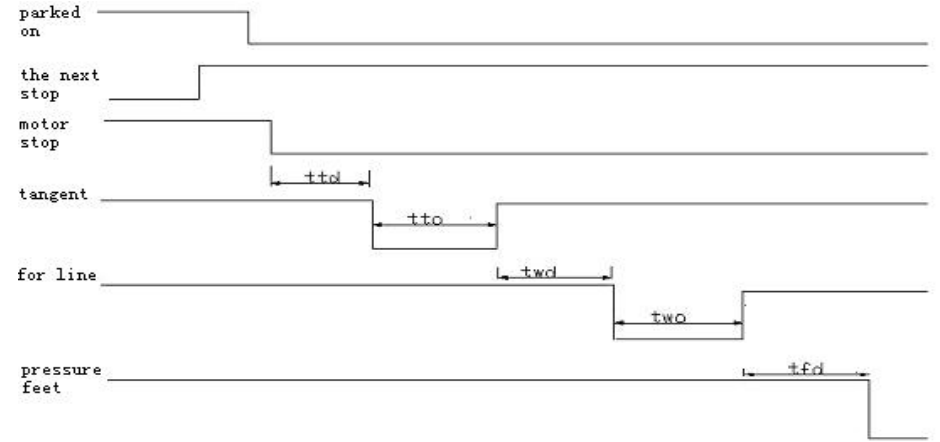 parked
on
the next
stop
motor
stop
ttd
tangent
tto
for line
twd
two
pressure
feet
tfd